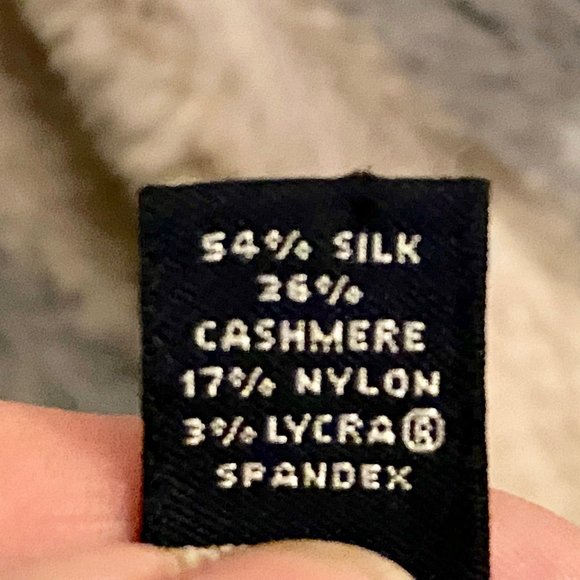 54% SILK
26%
CASHMERE
17% NYLON
3% LYCRA®
SPANDEX